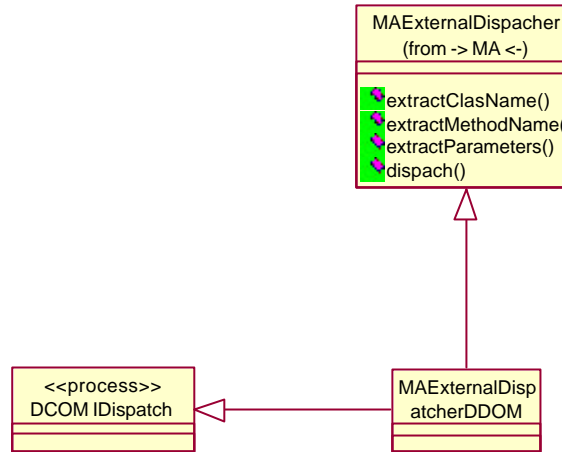 MAExternalDispacher
(from -> MA <-)
extractClasName()
extractMethodName(
extractParameters()
dispach()
<<process>>
DCOM IDispatch
MAExternalDisp
atcherDDOM